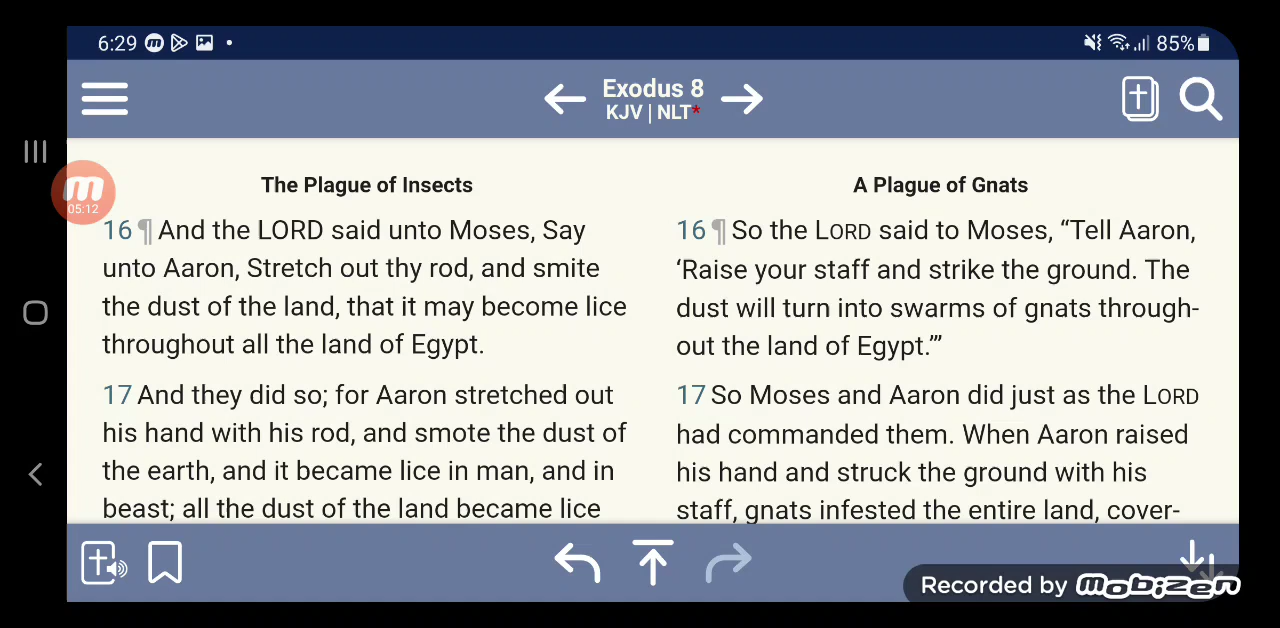 6:29
85%
Exodus 8
KJV | NLT*
05:12
The Plague of Insects
16 ¶ And the LORD said unto Moses, Say
unto Aaron, Stretch out thy rod, and smite
the dust of the land, that it may become lice
throughout all the land of Egypt.
17 And they did so; for Aaron stretched out
his hand with his rod, and smote the dust of
the earth, and it became lice in man, and in
beast; all the dust of the land became lice
A Plague of Gnats
16 ¶ So the LORD said to Moses, “Tell Aaron,
‘Raise your staff and strike the ground. The
dust will turn into swarms of gnats through-
out the land of Egypt.’”
17 So Moses and Aaron did just as the LORD
had commanded them. When Aaron raised
his hand and struck the ground with his
staff, gnats infested the entire land, cover-
Recorded by Mobizen